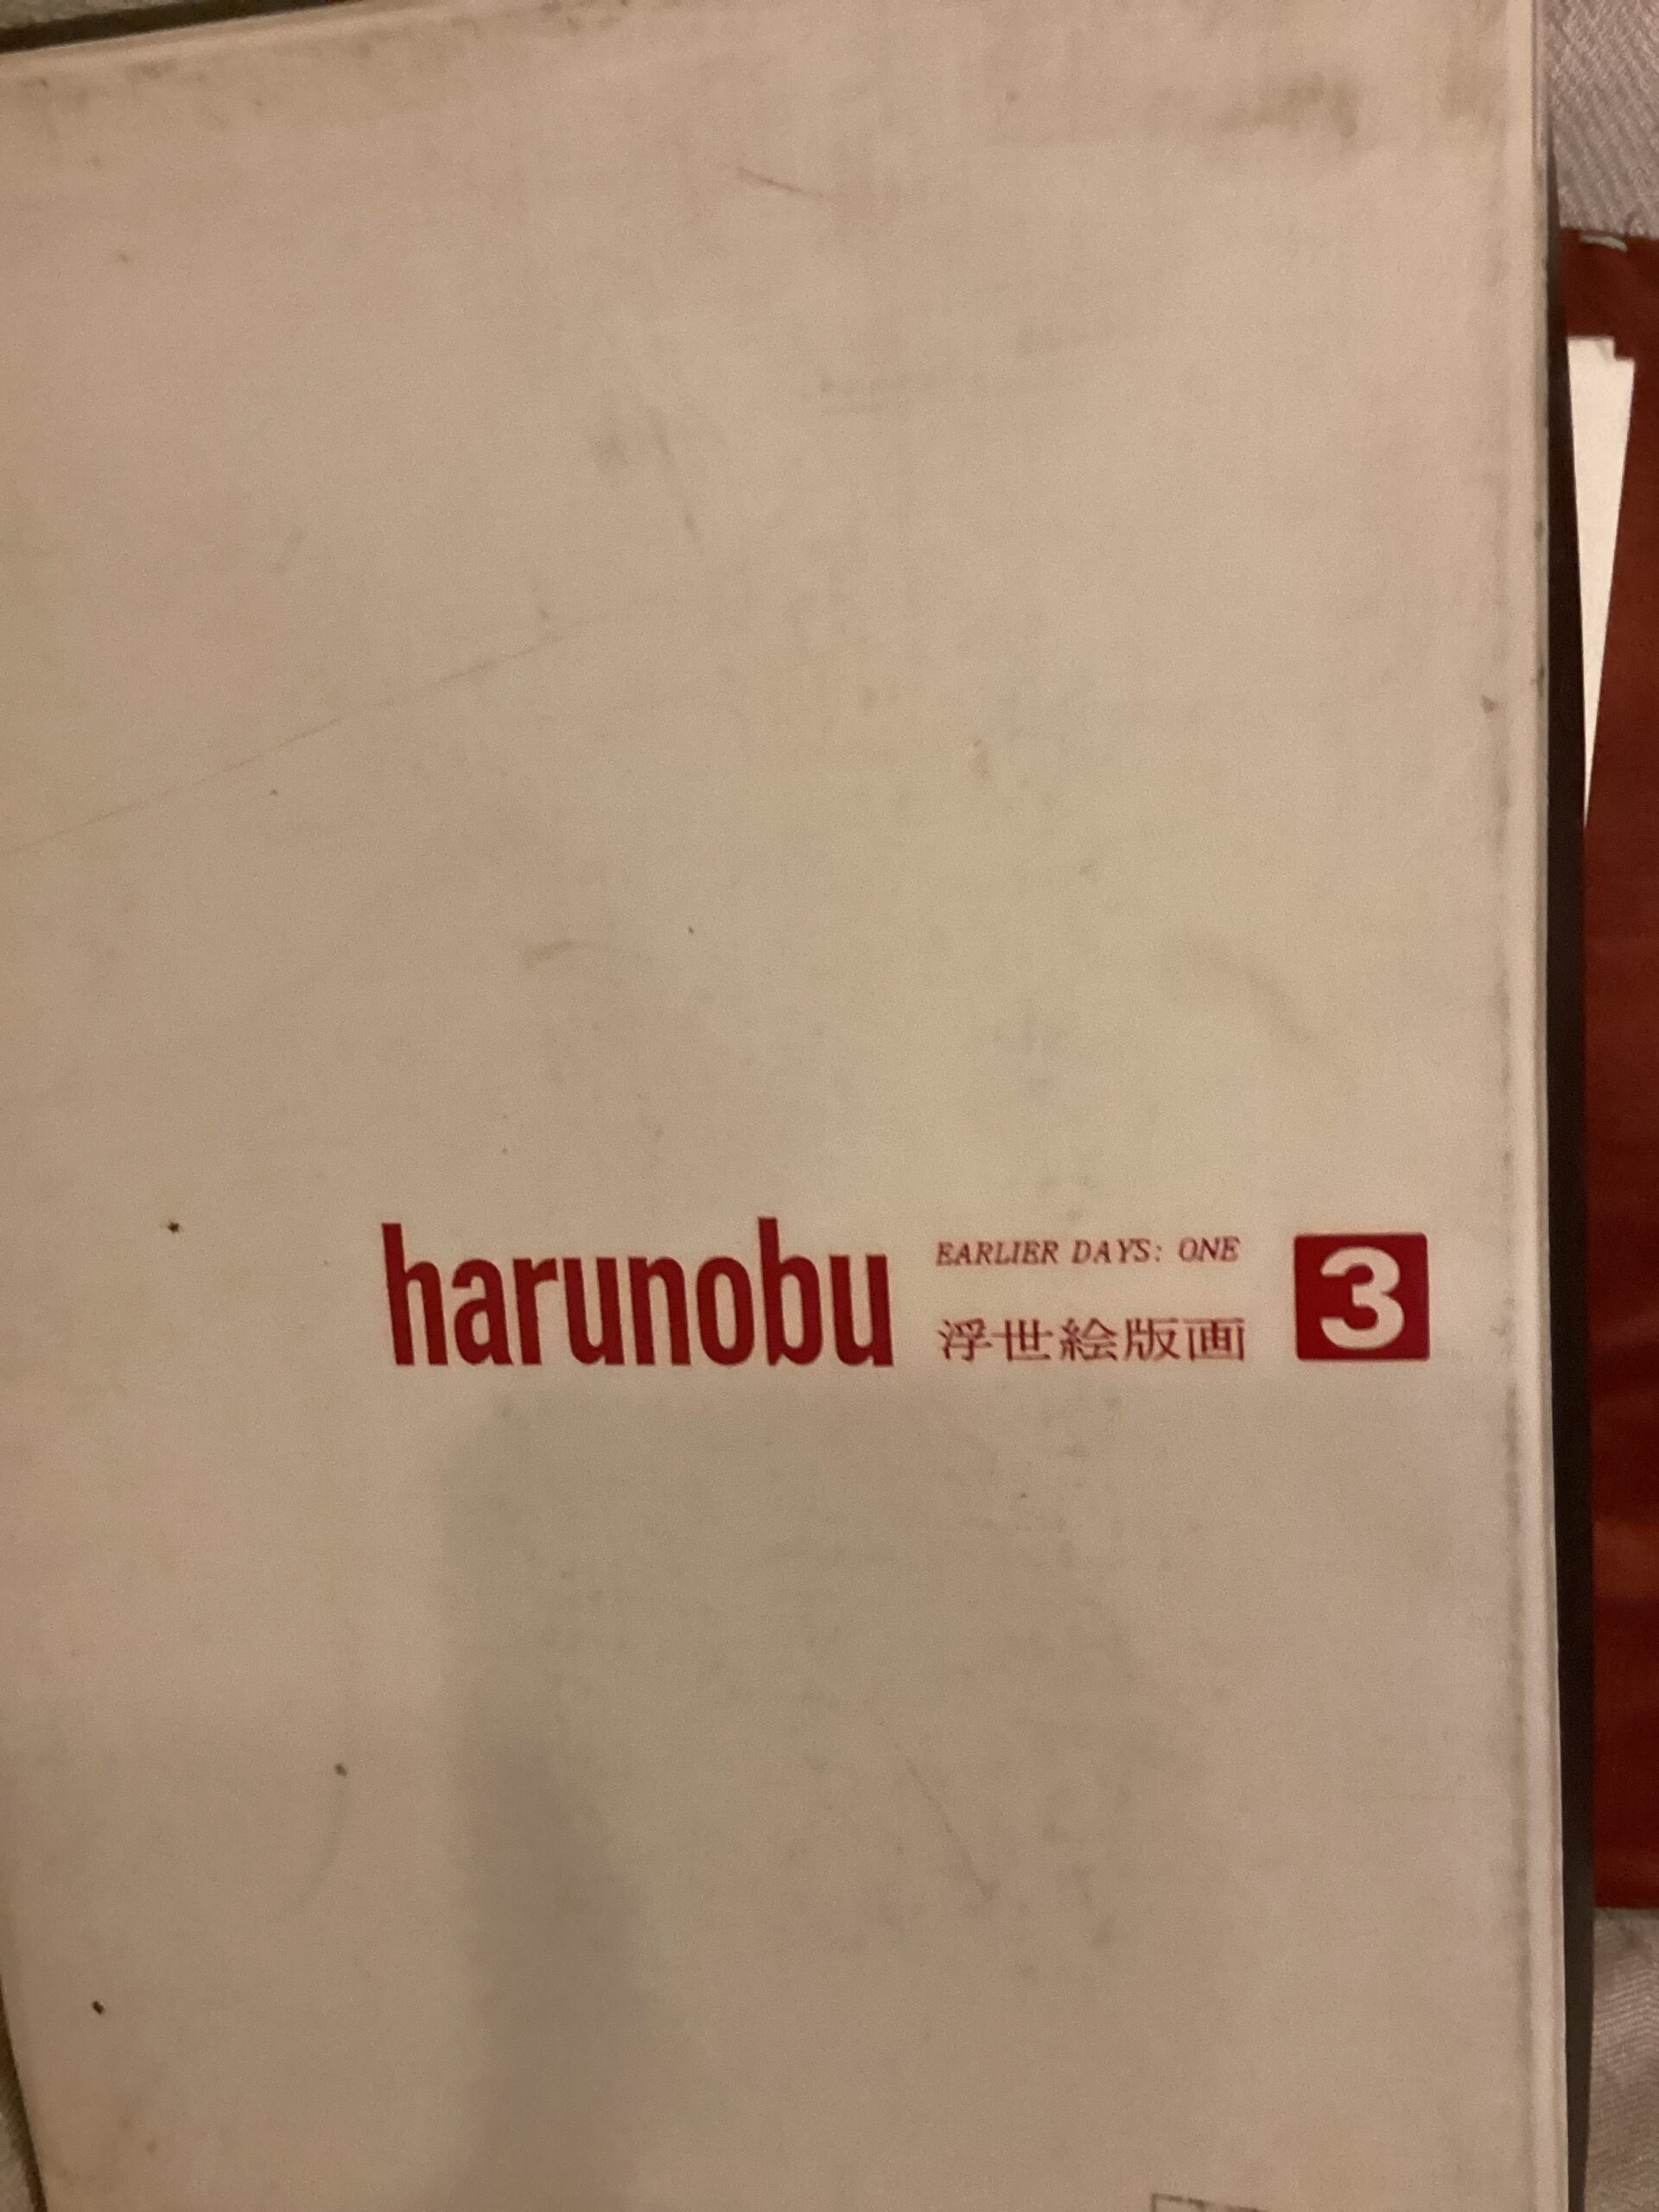 harunobu
EARLIER DAYS: ONE
浮世絵版画
3